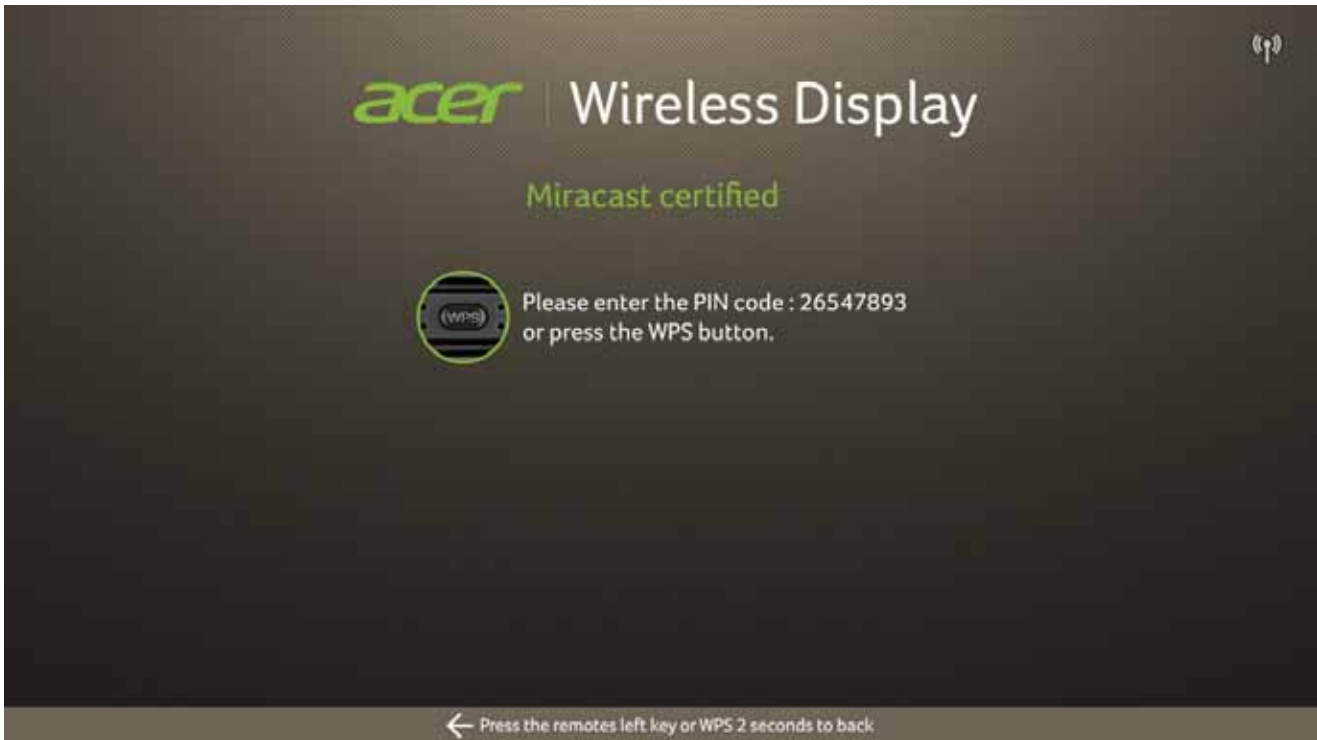 acer | Wireless Display
Miracast certified
(WPS)
Please enter the PIN code : 26547893
or press the WPS button.
← Press the remotes left key or WPS 2 seconds to back